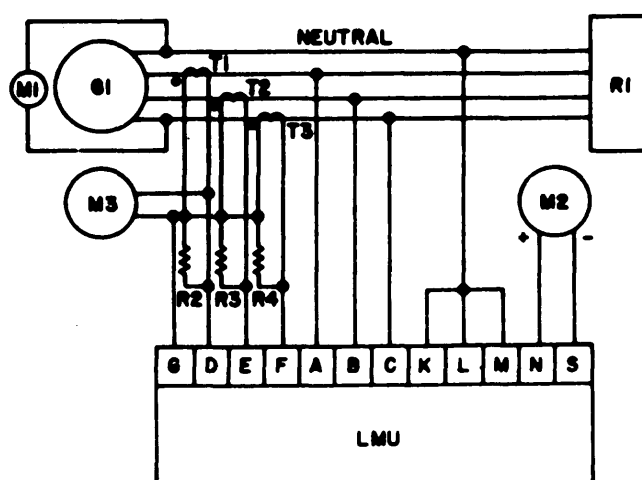 NEUTRAL
M1
G1
T1
T2
T3
R1
M3
M2
+ -
R2 R3 R4
G D E F A B C K L M N S
LMU